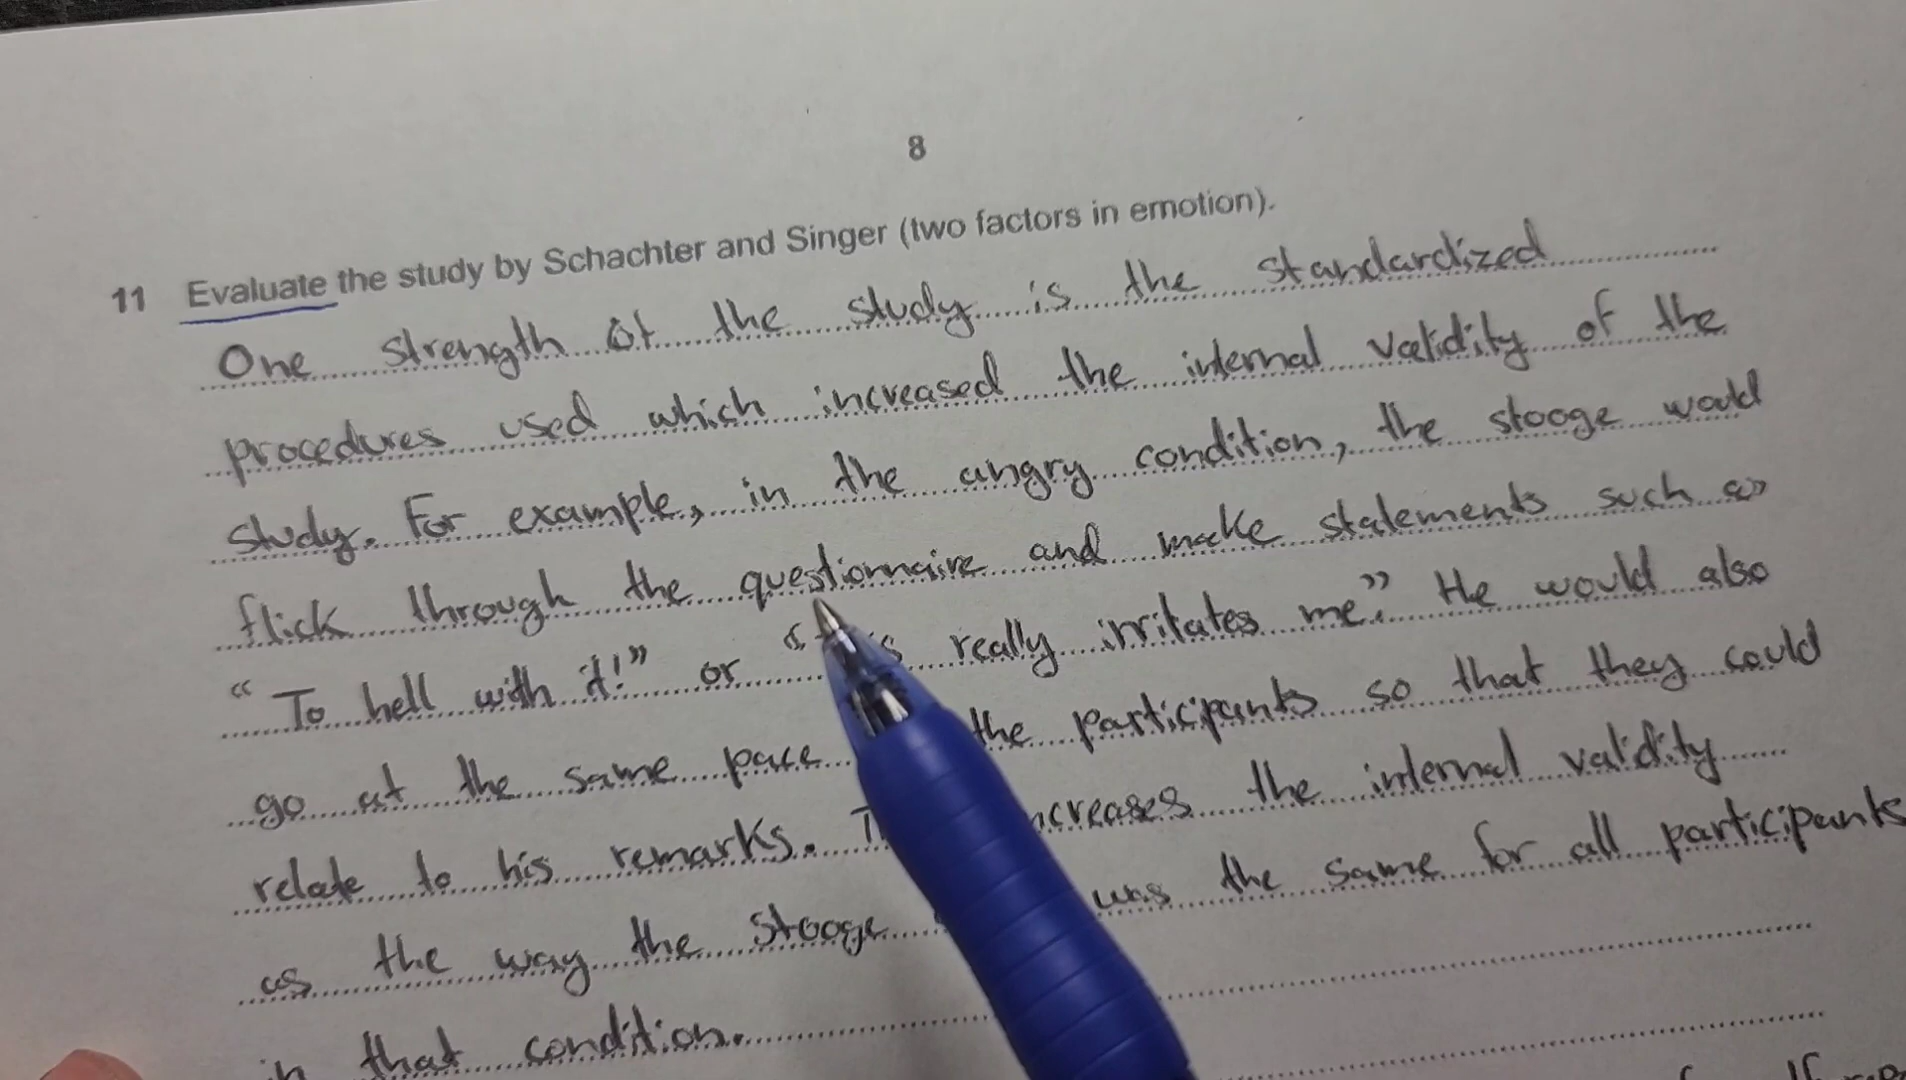 8
11 Evaluate the study by Schachter and Singer (two factors in emotion).
One strength of the study is the standardized
procedures used which increased the internal validity of the
study. For example, in the angry condition, the stooge would
flick through the questionnaire and make statements such as
"To hell with it!" or really irritates me". He would also
go at the same pace the participants so that they could
relate to his remarks. increases the internal validity
as the way the stooge was the same for all participants
in that condition.